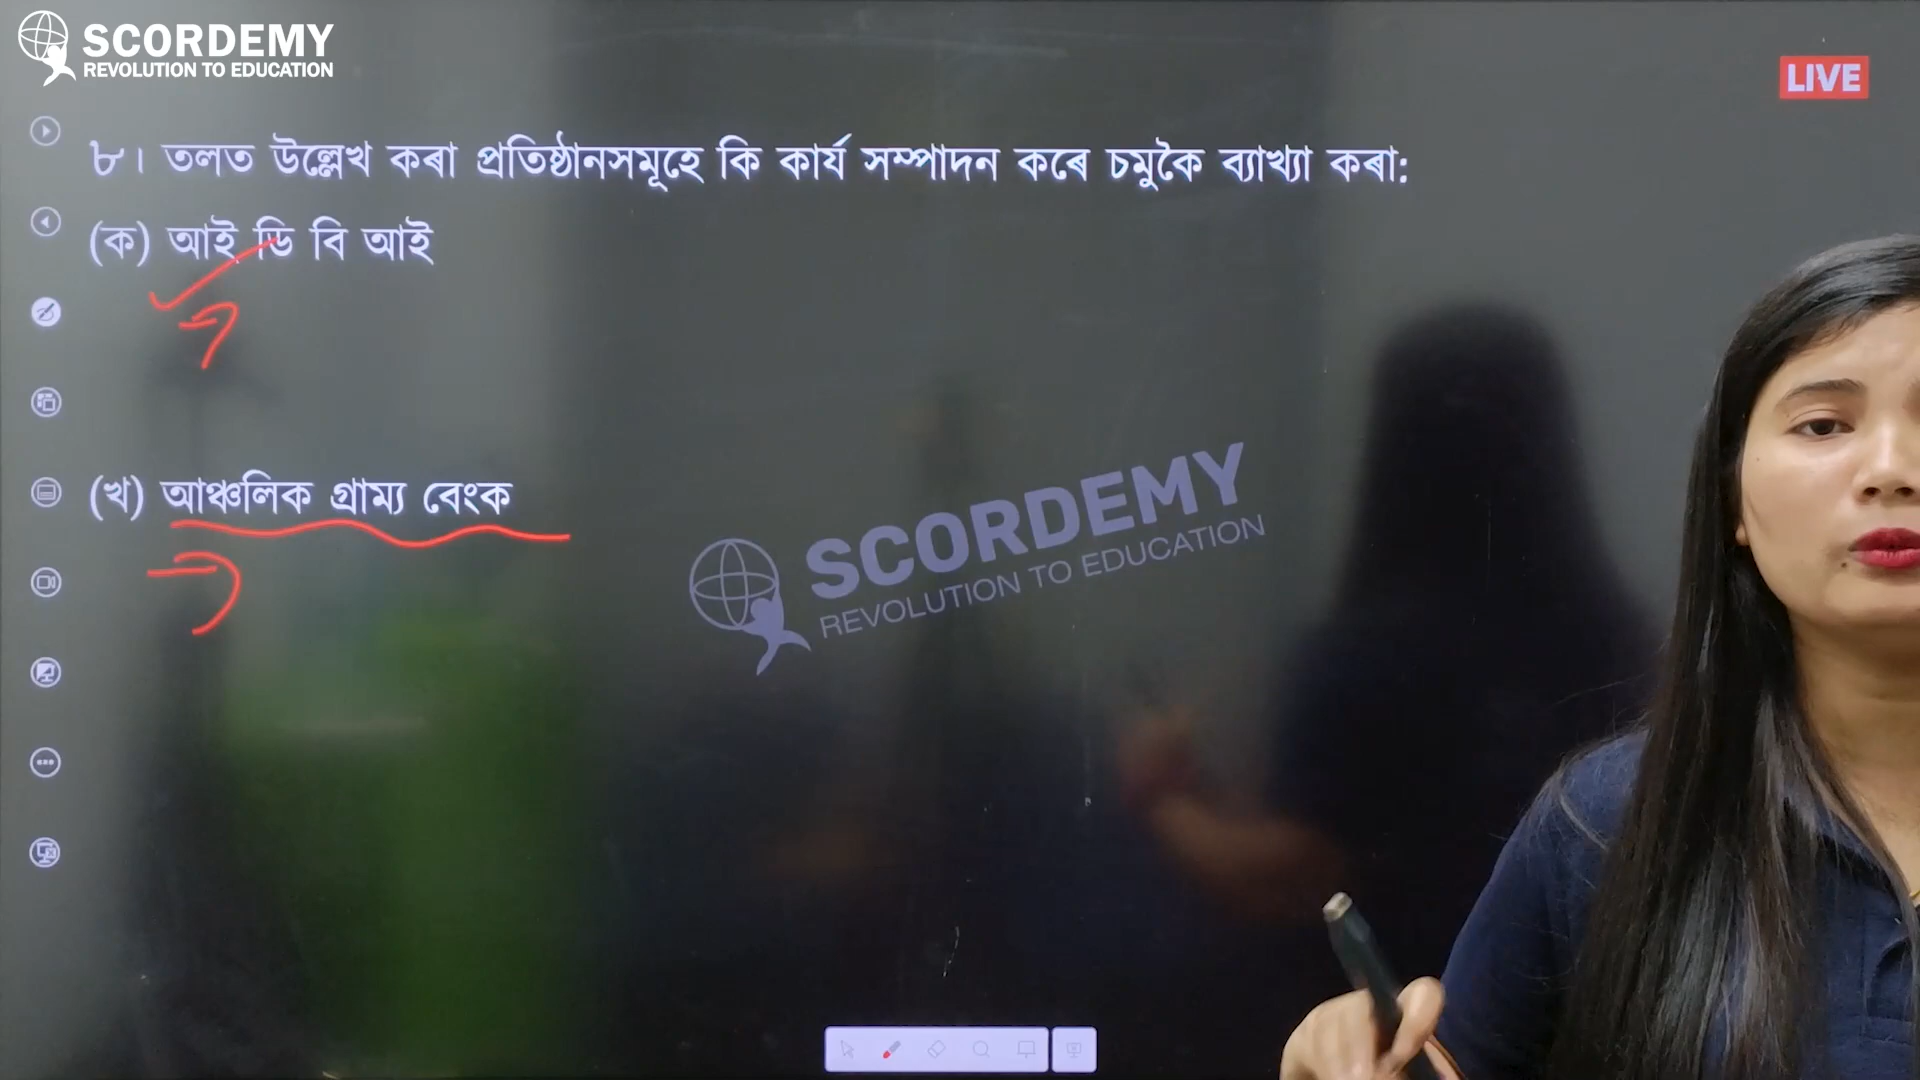 SCORDEMY
REVOLUTION TO EDUCATION
LIVE
৮। তলত উল্লেখ কৰা প্ৰতিষ্ঠানসমূহে কি কাৰ্য সম্পাদন কৰে চমুকৈ ব্যাখ্যা কৰা:
(ক) আই ডি বি আই
(খ) আঞ্চলিক গ্ৰাম্য বেংক
SCORDEMY
REVOLUTION TO EDUCATION